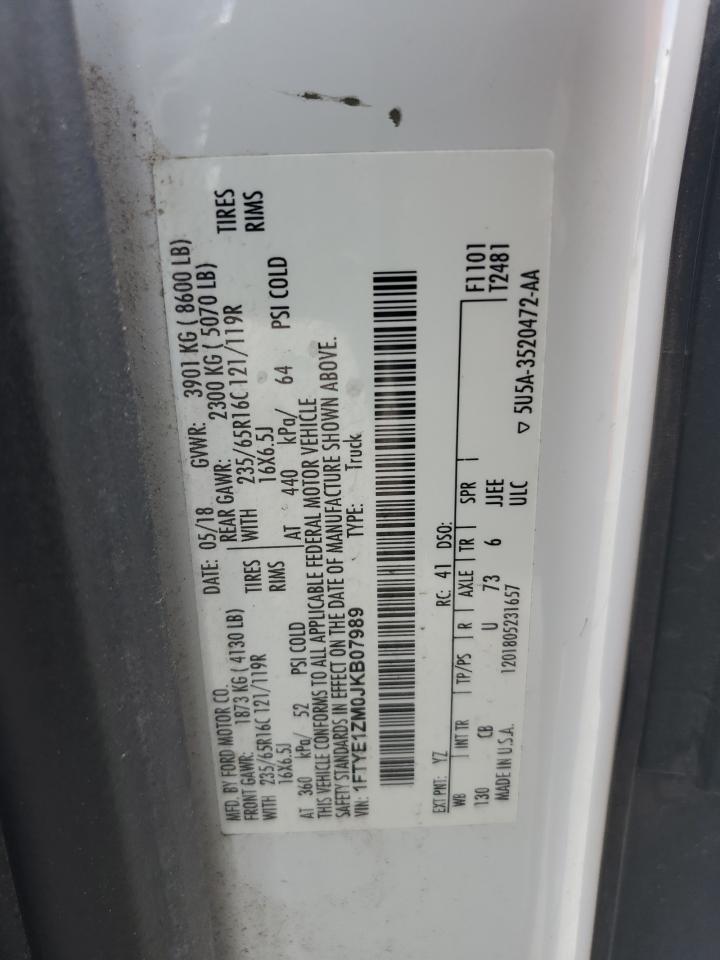 MFD. BY FORD MOTOR CO.
DATE: 05/18 GVWR: 3901 KG ( 8600 LB)
FRONT GAWR: 1873 KG ( 4130 LB) REAR GAWR: 2300 KG ( 5070 LB)
WITH 235/65R16C 121/119R TIRES WITH 235/65R16C 121/119R TIRES
16X6.5J RIMS 16X6.5J RIMS
AT 360 kPa/ 52 PSI COLD AT 440 kPa/ 64 PSI COLD
THIS VEHICLE CONFORMS TO ALL APPLICABLE FEDERAL MOTOR VEHICLE
SAFETY STANDARDS IN EFFECT ON THE DATE OF MANUFACTURE SHOWN ABOVE.
VIN: 1FTYE1ZM0JKB07989 TYPE: Truck
EXT PNT: YZ RC: 41 DSO:
WB INT TR TP/PS R AXLE TR SPR F1101
130 CB U 73 6 JJEE T2481
MADE IN U.S.A. 1201805231657 ULC ▽ 5U5A-3520472-AA